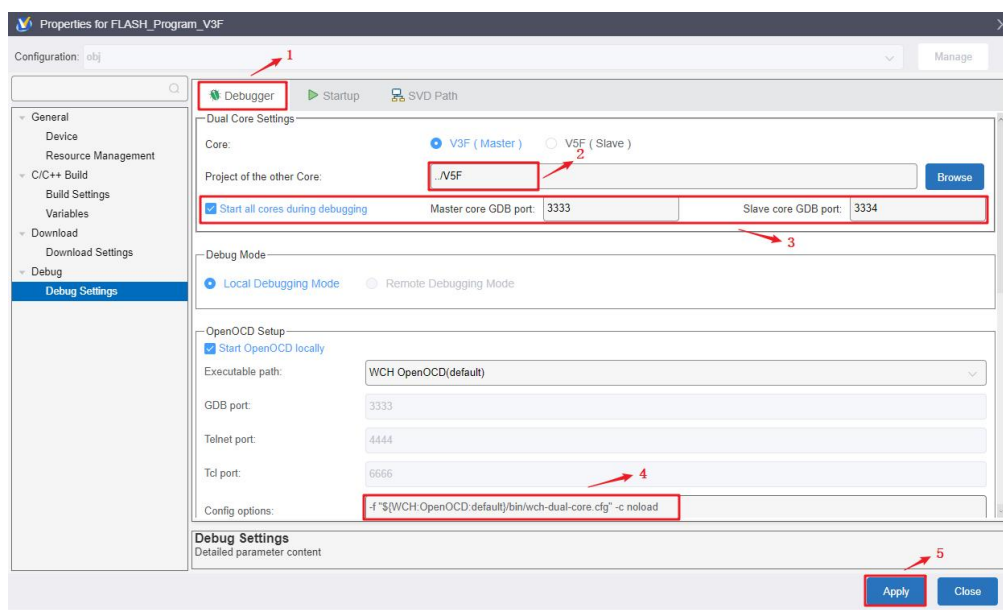 Properties for FLASH_Program_V3F
Configuration: obj
Manage
1
Debugger
Startup
SVD Path
General
Device
Resource Management
C/C++ Build
Build Settings
Variables
Download
Download Settings
Debug
Debug Settings
Dual Core Settings
Core:
V3F ( Master )
V5F ( Slave )
2
Project of the other Core:
../V5F
Browse
Start all cores during debugging
Master core GDB port:
3333
Slave core GDB port:
3334
3
Debug Mode
Local Debugging Mode
Remote Debugging Mode
OpenOCD Setup
Start OpenOCD locally
Executable path:
WCH OpenOCD(default)
GDB port:
3333
Telnet port:
4444
Tcl port:
6666
4
Config options:
-f "${WCH:OpenOCD:default}/bin/wch-dual-core.cfg" -c noload
Debug Settings
Detailed parameter content
5
Apply
Close